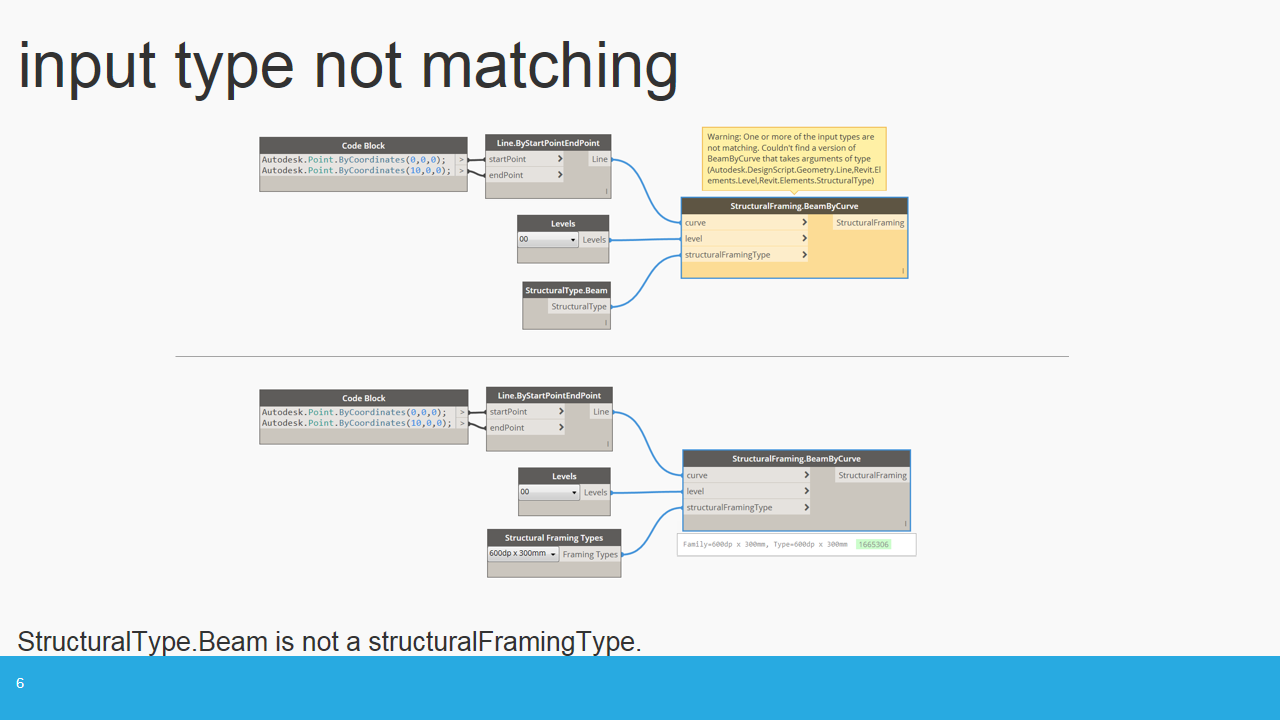 input type not matching
Warning: One or more of the input types are
not matching. Couldn't find a version of
BeamByCurve that takes arguments of type
(Autodesk.DesignScript.Geometry.Line,Revit.El
ements.Level,Revit.Elements.StructuralType)
Code Block
Autodesk.Point.ByCoordinates(0,0,0); >
Autodesk.Point.ByCoordinates(10,0,0); >
Line.ByStartPointEndPoint
startPoint > Line
endPoint >
Levels
00 Levels
StructuralType.Beam
StructuralType
StructuralFraming.BeamByCurve
curve > StructuralFraming
level >
structuralFramingType >
Code Block
Autodesk.Point.ByCoordinates(0,0,0); >
Autodesk.Point.ByCoordinates(10,0,0); >
Line.ByStartPointEndPoint
startPoint > Line
endPoint >
Levels
00 Levels
Structural Framing Types
600dp x 300mm Framing Types
StructuralFraming.BeamByCurve
curve > StructuralFraming
level >
structuralFramingType >
Family=600dp x 300mm, Type=600dp x 300mm 1665306
StructuralType.Beam is not a structuralFramingType.
6